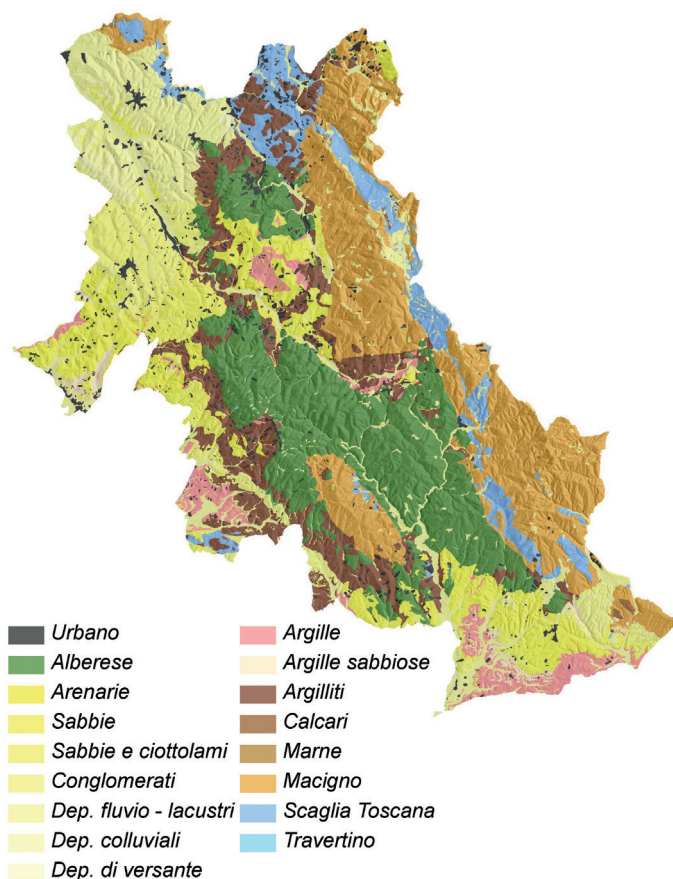 Urbano
Alberese
Arenarie
Sabbie
Sabbie e ciottolami
Conglomerati
Dep. fluvio - lacustri
Dep. colluviali
Dep. di versante
Argille
Argille sabbiose
Argilliti
Calcari
Marne
Macigno
Scaglia Toscana
Travertino